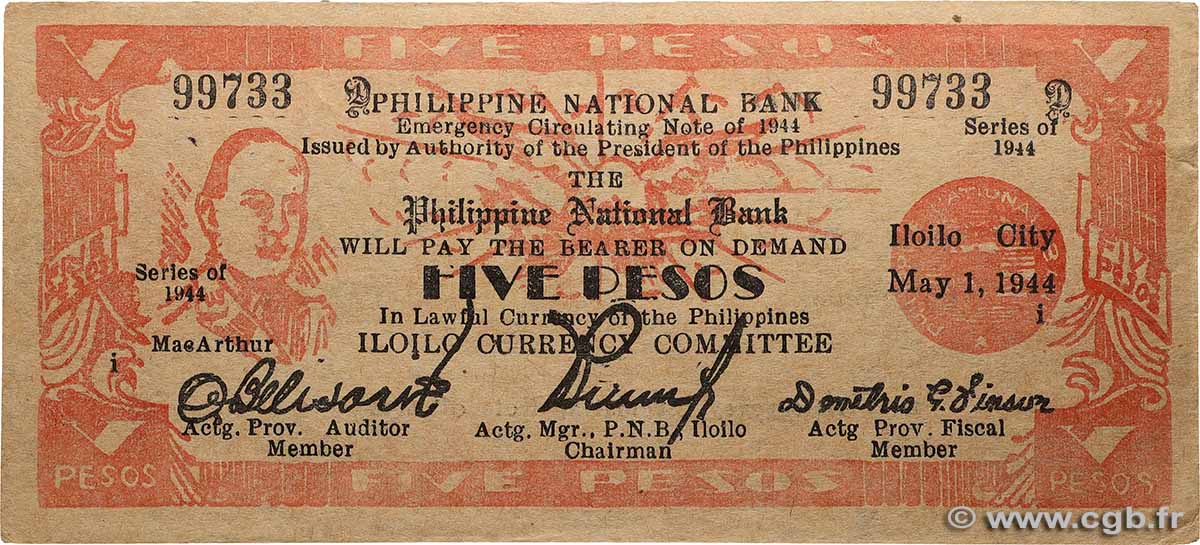 FIVE PESOS
99733 PHILIPPINE NATIONAL BANK 99733
Emergency Circulating Note of 1944
Series of
1944
Issued by Authority of the President of the Philippines
THE
Philippine National Bank
WILL PAY THE BEARER ON DEMAND
Iloilo City
FIVE PESOS
May 1, 1944
Series of
1944
In Lawful Currency of the Philippines
i
MacArthur
ILOILO CURRENCY COMMITTEE
i
Demetrio G. Vinson
Actg. Prov. Auditor
Member
Actg. Mgr., P.N.B., Iloilo
Chairman
Actg Prov. Fiscal
Member
PESOS FIVE PESOS PESOS
© www.cgb.fr